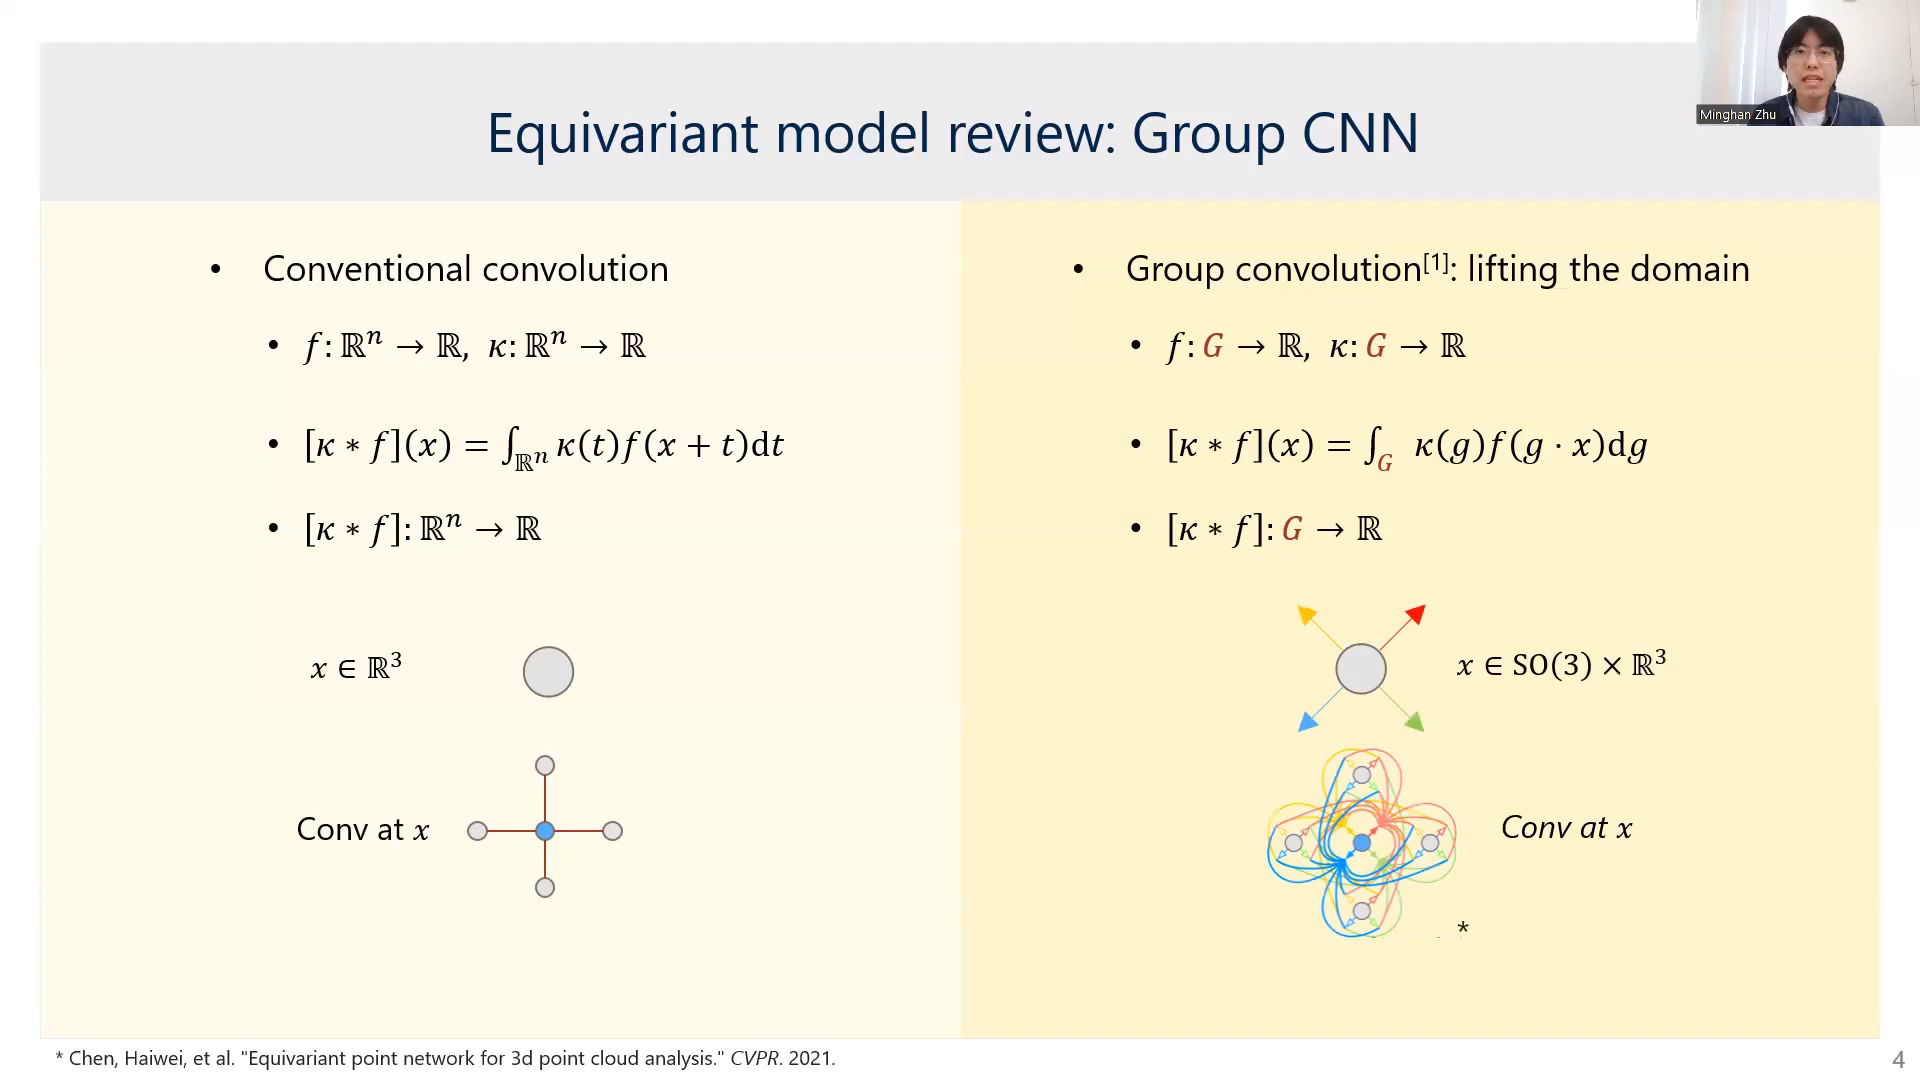 Minghan Zhu
Equivariant model review: Group CNN
• Conventional convolution
• f: ℝⁿ → ℝ, κ: ℝⁿ → ℝ
• [κ ∗ f](x) = ∫_ℝⁿ κ(t)f(x + t)dt
• [κ ∗ f]: ℝⁿ → ℝ
x ∈ ℝ³
Conv at x
• Group convolution[1]: lifting the domain
• f: G → ℝ, κ: G → ℝ
• [κ ∗ f](x) = ∫_G κ(g)f(g · x)dg
• [κ ∗ f]: G → ℝ
x ∈ SO(3) × ℝ³
Conv at x
*
* Chen, Haiwei, et al. "Equivariant point network for 3d point cloud analysis." CVPR. 2021.
4